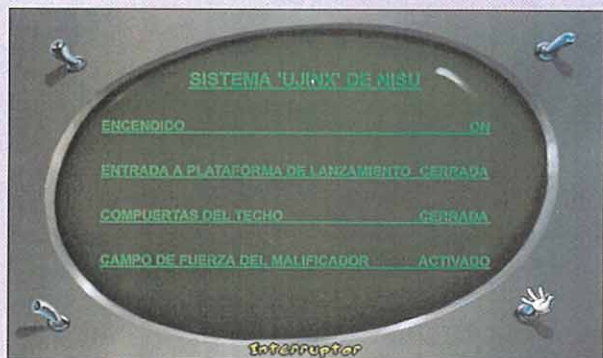 SISTEMA 'UJINX' DE NISU
ENCENDIDO ON
ENTRADA A PLATAFORMA DE LANZAMIENTO CERRADA
COMPUERTAS DEL TECHO CERRADA
CAMPO DE FUERZA DEL MALIFICADOR ACTIVADO
Interruptor